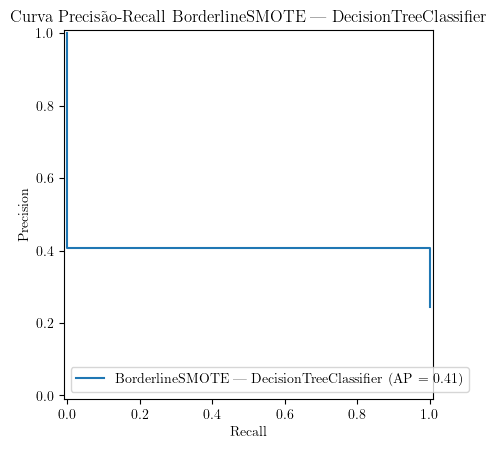 Curva Precisão-Recall BorderlineSMOTE — DecisionTreeClassifier
1.0
0.8
0.6
0.4
0.2
0.0
Precision
BorderlineSMOTE — DecisionTreeClassifier (AP = 0.41)
0.0 0.2 0.4 0.6 0.8 1.0
Recall